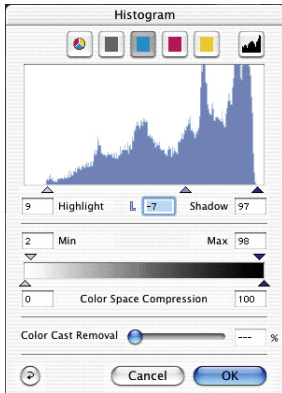 Histogram
9 Highlight L -7 Shadow 97
2 Min Max 98
0 Color Space Compression 100
Color Cast Removal --- %
Cancel OK